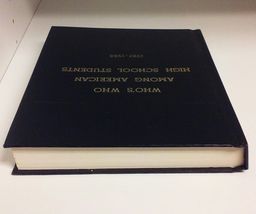 WHO'S WHO
AMONG AMERICAN
HIGH SCHOOL STUDENTS